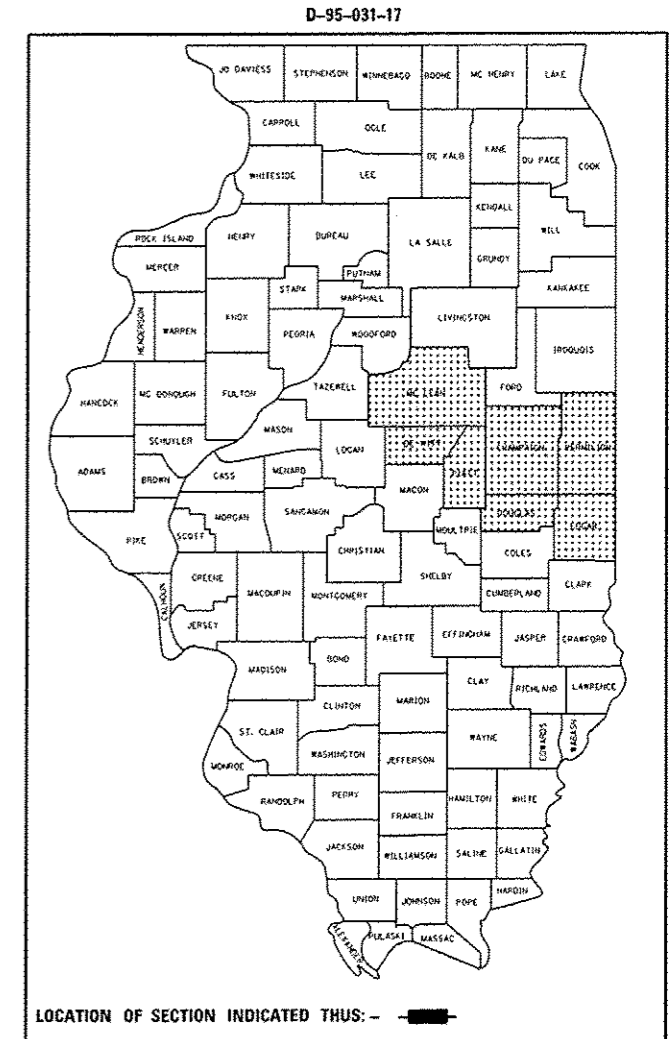 D-95-031-17
JO DAVIESS STEPHENSON WINNEBAGO BOONE MC HENRY LAKE
CARROLL OGLE DE KALB KANE DU PAGE COOK
WHITESIDE LEE
KENDALL WILL
ROCK ISLAND HENRY BUREAU LA SALLE GRUNDY
MERCER PUTNAM KANKAKEE
STARK MARSHALL
HENDERSON WARREN KNOX PEORIA WOODFORD LIVINGSTON IROQUOIS
HANCOCK MC DONOUGH FULTON TAZEWELL MC LEAN FORD
MASON
SCHUYLER LOGAN DE WITT CHAMPAIGN VERMILION
ADAMS BROWN CASS MENARD PIATT
MACON
PIKE SCOTT MORGAN SANGAMON DOUGLAS EDGAR
MOULTRIE
CHRISTIAN COLES
CALHOUN GREENE MACOUPIN MONTGOMERY SHELBY CUMBERLAND CLARK
JERSEY
FAYETTE EFFINGHAM JASPER CRAWFORD
MADISON BOND
CLAY RICHLAND LAWRENCE
CLINTON MARION
ST. CLAIR WAYNE EDWARDS WABASH
WASHINGTON JEFFERSON
MONROE
RANDOLPH PERRY HAMILTON WHITE
FRANKLIN
JACKSON WILLIAMSON SALINE GALLATIN
UNION JOHNSON POPE HARDIN
ALEXANDER PULASKI MASSAC
LOCATION OF SECTION INDICATED THUS: -